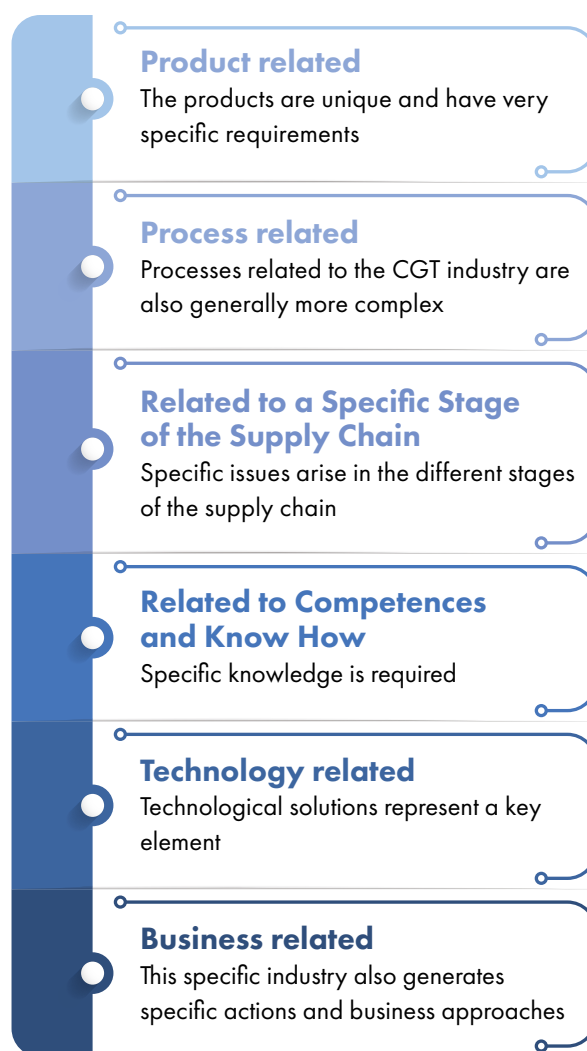 Product related
The products are unique and have very
specific requirements
Process related
Processes related to the CGT industry are
also generally more complex
Related to a Specific Stage
of the Supply Chain
Specific issues arise in the different stages
of the supply chain
Related to Competences
and Know How
Specific knowledge is required
Technology related
Technological solutions represent a key
element
Business related
This specific industry also generates
specific actions and business approaches